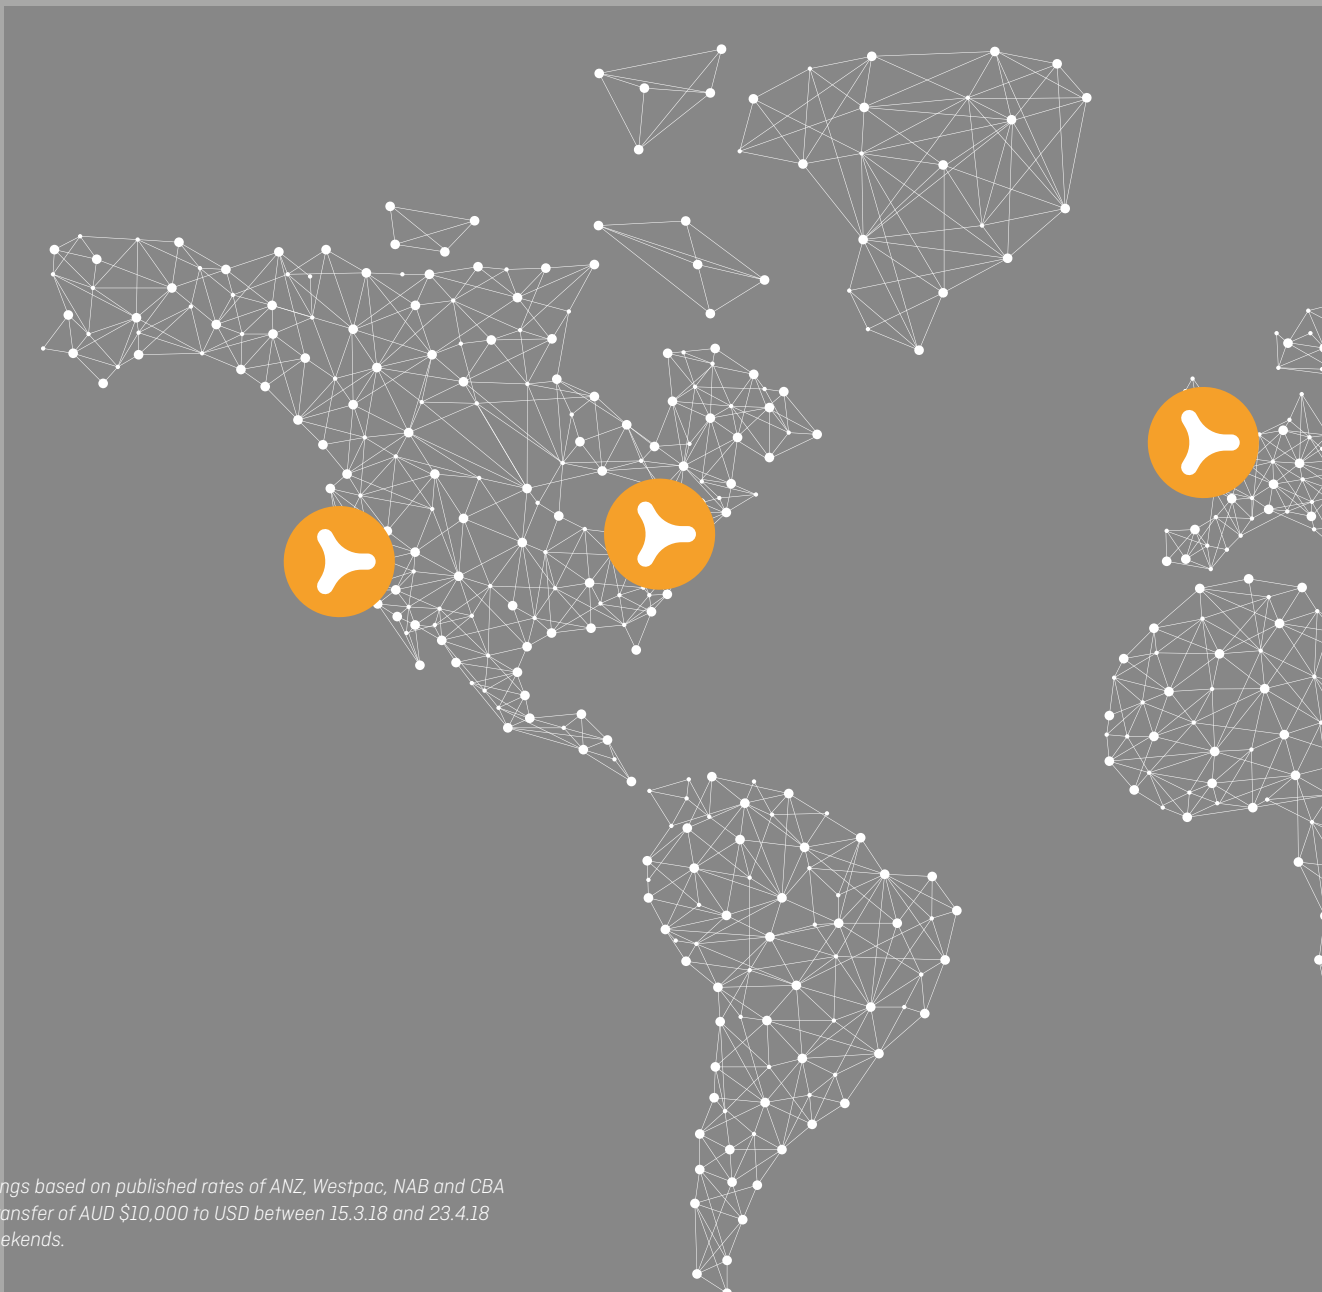 ngs based on published rates of ANZ, Westpac, NAB and CBA
ansfer of AUD $10,000 to USD between 15.3.18 and 23.4.18
ekends.